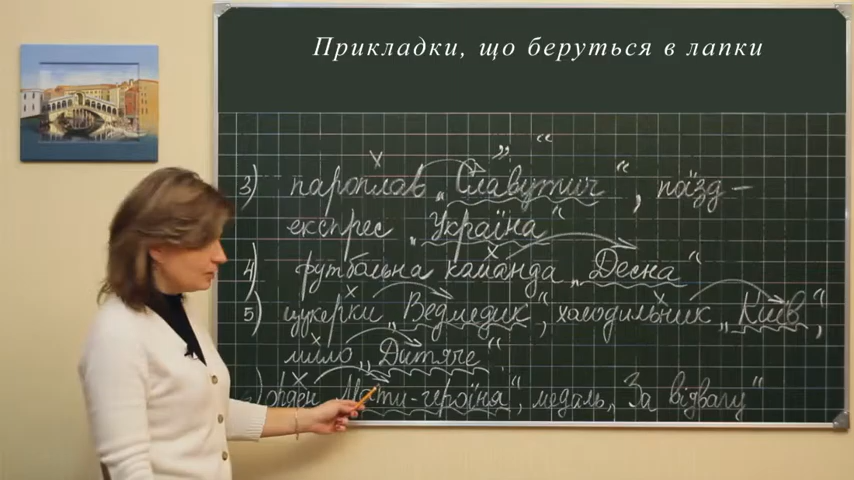 Прикладки, що беруться в лапки
„ “
3) пароплав „Славутич“, поїзд-
експрес „Україна“
4) футбольна команда „Десна“
5) цукерки „Ведмедик“, холодильник „Київ“,
мило „Дитяче“,
) орден „Мати-героїня“, медаль „За відвагу“